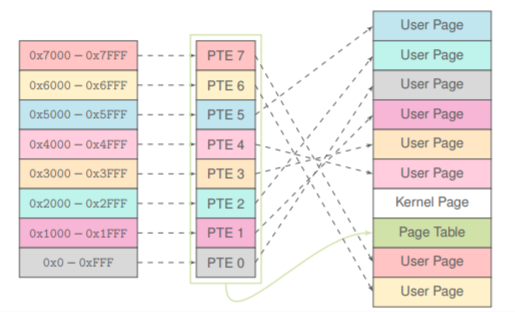 0x7000 – 0x7FFF
0x6000 – 0x6FFF
0x5000 – 0x5FFF
0x4000 – 0x4FFF
0x3000 – 0x3FFF
0x2000 – 0x2FFF
0x1000 – 0x1FFF
0x0 – 0xFFF
PTE 7
PTE 6
PTE 5
PTE 4
PTE 3
PTE 2
PTE 1
PTE 0
User Page
User Page
User Page
User Page
User Page
User Page
Kernel Page
Page Table
User Page
User Page